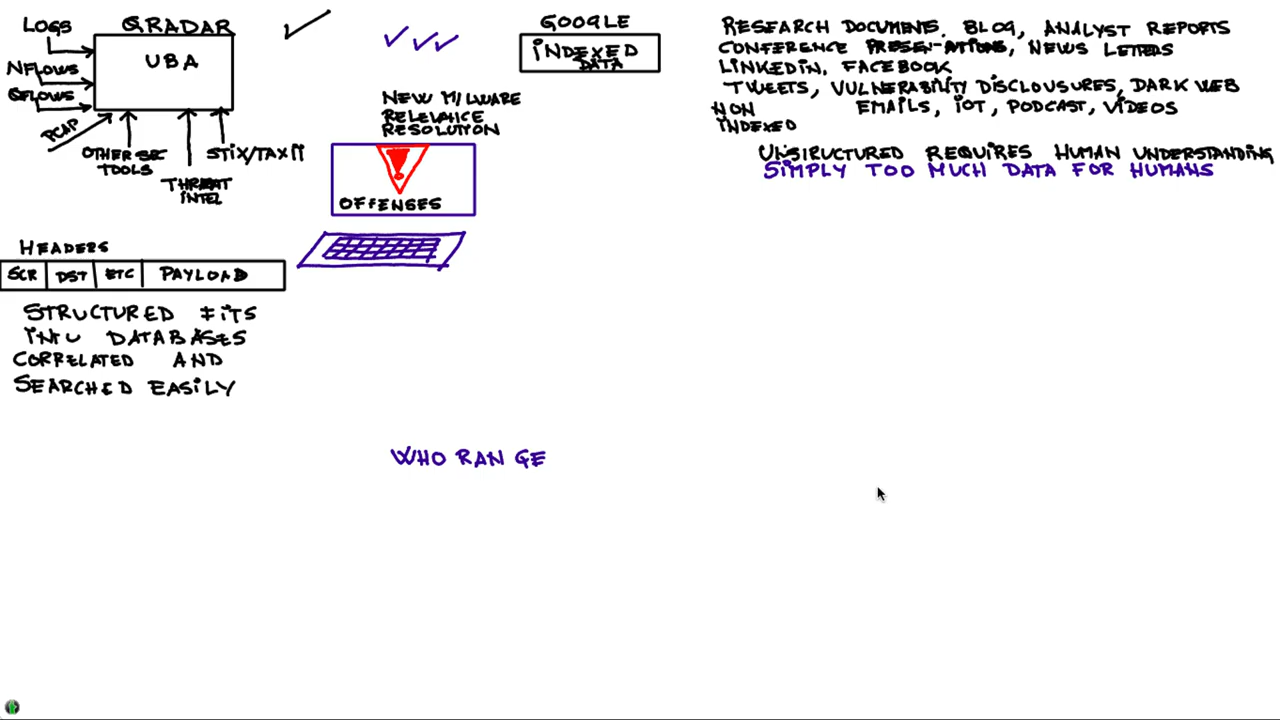 LOGS
QRADAR
UBA
NFLOWS
QFLOWS
PCAP
OTHER SEC
TOOLS
THREAT
INTEL
STIX/TAXII
NEW M/LWARE
RELEVANCE
RESOLUTION
OFFENSES
GOOGLE
INDEXED
DATA
RESEARCH DOCUMENTS, BLOG, ANALYST REPORTS
CONFERENCE PRESENTATIONS, NEWS LETTERS
LINKEDIN, FACEBOOK
TWEETS, VULNERABILITY DISCLOUSURES, DARK WEB
NON EMAILS, IOT, PODCAST, VIDEOS
INDEXED
UNSTRUCTURED REQUIRES HUMAN UNDERSTANDING
SIMPLY TOO MUCH DATA FOR HUMANS
HEADERS
SCR DST ETC PAYLOAD
STRUCTURED FITS
INTO DATABASES
CORRELATED AND
SEARCHED EASILY
WHO RAN GE